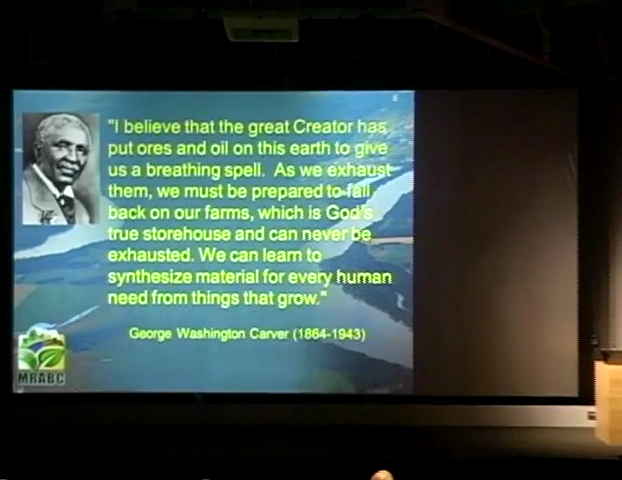 "I believe that the great Creator has
put ores and oil on this earth to give
us a breathing spell. As we exhaust
them, we must be prepared to fall
back on our farms, which is God's
true storehouse and can never be
exhausted. We can learn to
synthesize material for every human
need from things that grow."
George Washington Carver (1864-1943)
MRABC